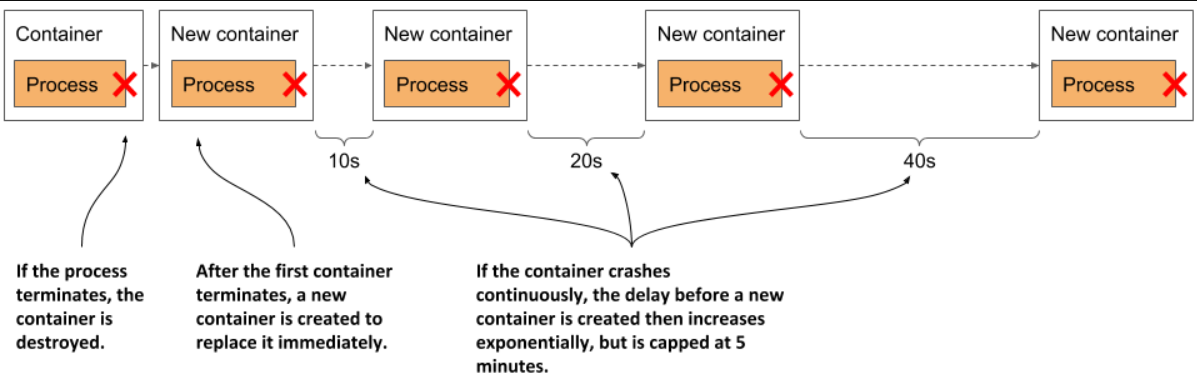 Container
Process
New container
Process
New container
Process
New container
Process
New container
Process
10s
20s
40s
If the process
terminates, the
container is
destroyed.
After the first container
terminates, a new
container is created to
replace it immediately.
If the container crashes
continuously, the delay before a new
container is created then increases
exponentially, but is capped at 5
minutes.